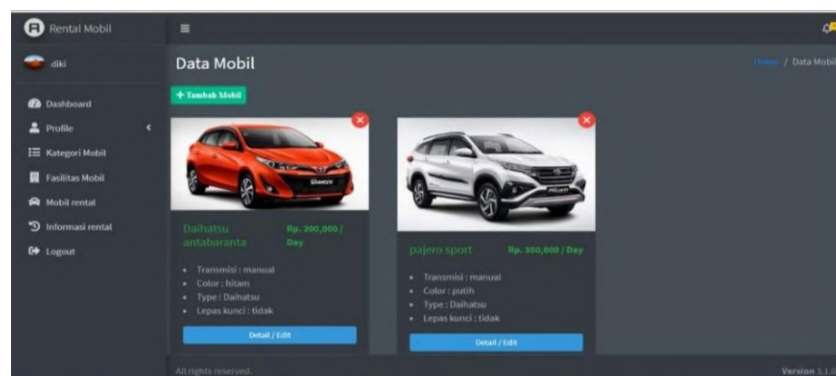 Rental Mobil
diki
Dashboard
Profile
Kategori Mobil
Fasilitas Mobil
Mobil rental
Informasi rental
Logout
Data Mobil
Home / Data Mobil
+ Tambah Mobil
Daihatsu antabaranta
Rp. 200,000 / Day
Transmisi : manual
Color : hitam
Type : Daihatsu
Lepas kunci : tidak
Detail / Edit
pajero sport
Rp. 300,000 / Day
Transmisi : manual
Color : putih
Type : Daihatsu
Lepas kunci : tidak
Detail / Edit
All rights reserved.
Version 3.1.0